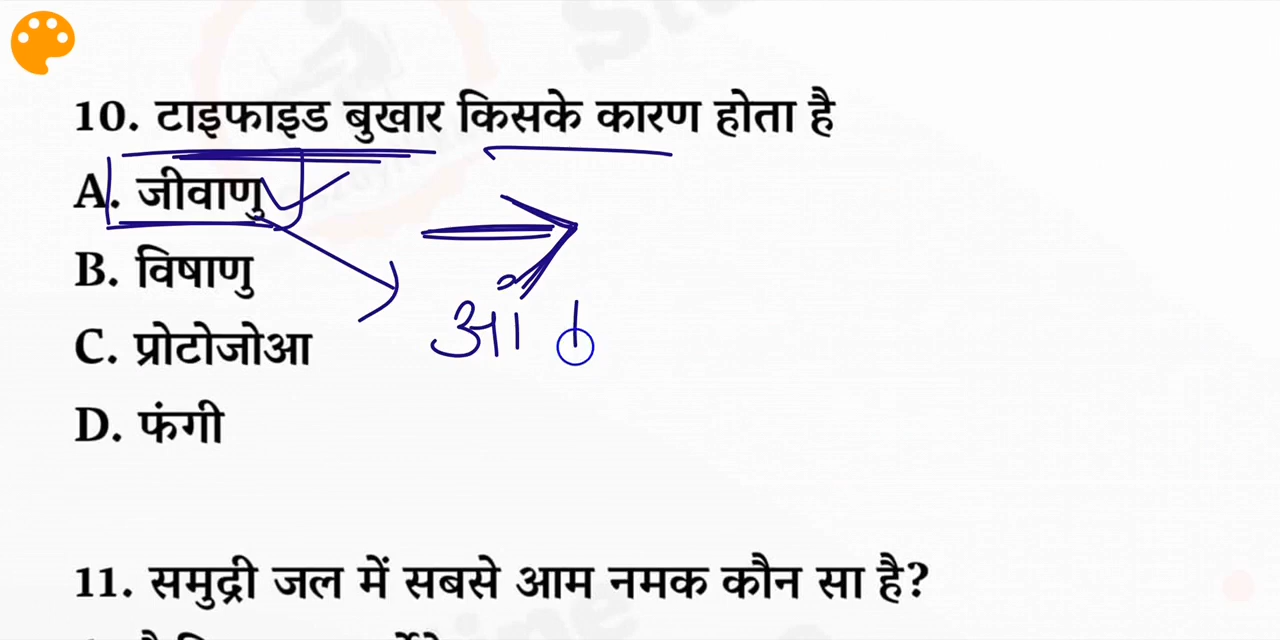 10. टाइफाइड बुखार किसके कारण होता है
A. जीवाणु
B. विषाणु
आं
C. प्रोटोजोआ
D. फंगी
11. समुद्री जल में सबसे आम नमक कौन सा है?